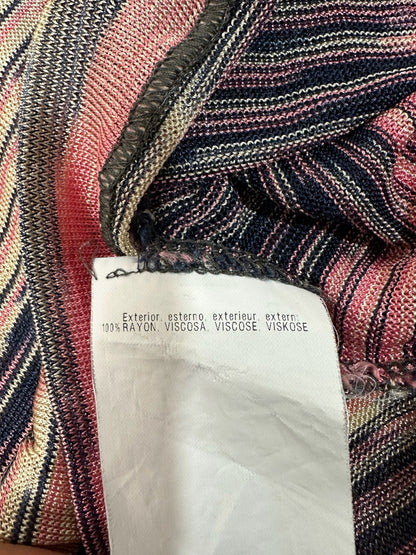 Exterior, esterno, exterieur, extern:
100% RAYON, VISCOSA, VISCOSE, VISKOSE